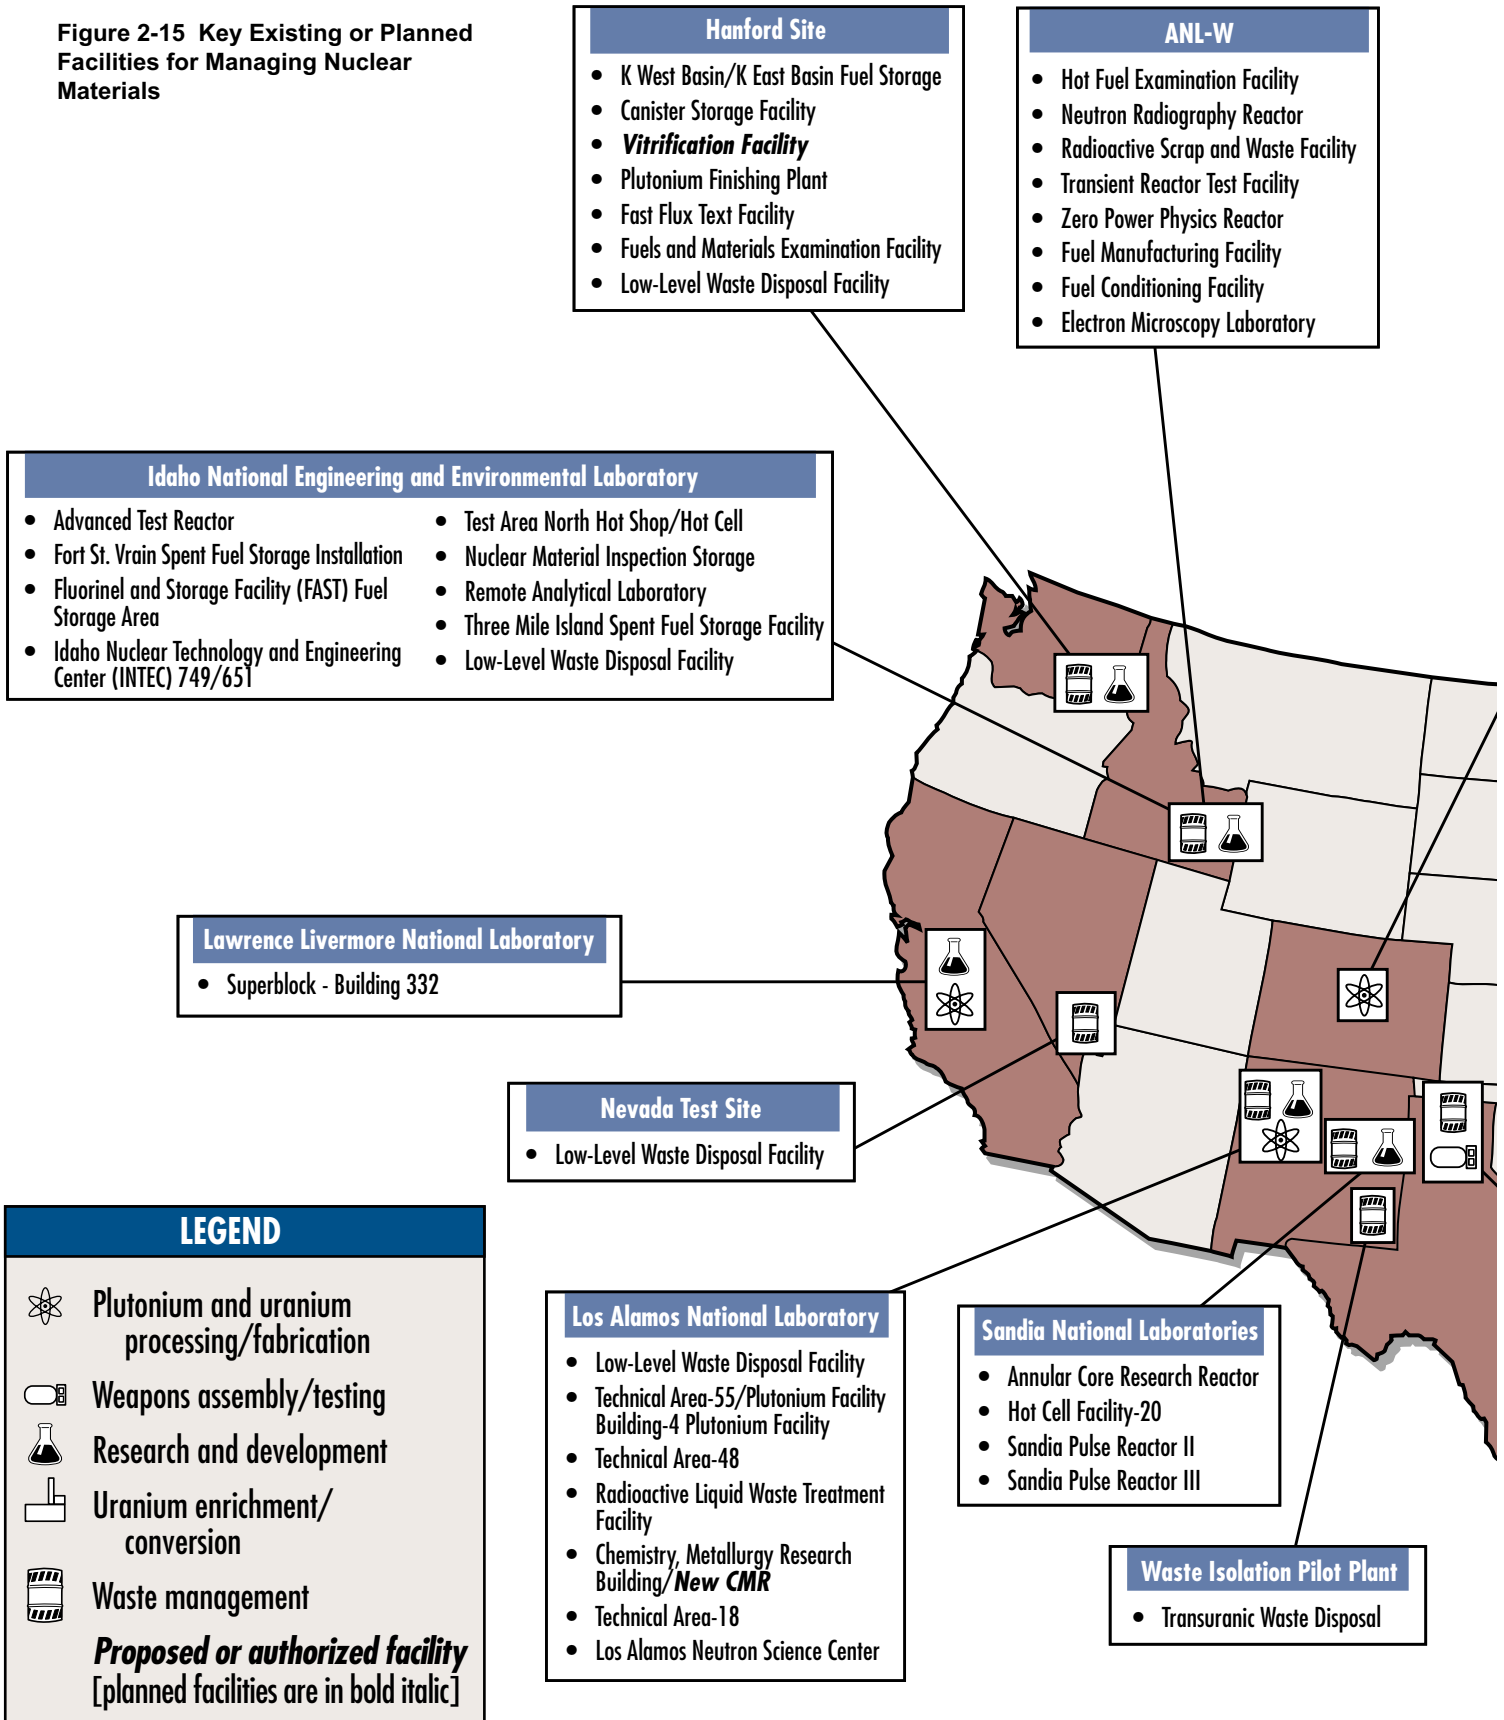 Figure 2-15 Key Existing or Planned
Facilities for Managing Nuclear
Materials
Hanford Site
• K West Basin/K East Basin Fuel Storage
• Canister Storage Facility
• Vitrification Facility
• Plutonium Finishing Plant
• Fast Flux Text Facility
• Fuels and Materials Examination Facility
• Low-Level Waste Disposal Facility
ANL-W
• Hot Fuel Examination Facility
• Neutron Radiography Reactor
• Radioactive Scrap and Waste Facility
• Transient Reactor Test Facility
• Zero Power Physics Reactor
• Fuel Manufacturing Facility
• Fuel Conditioning Facility
• Electron Microscopy Laboratory
Idaho National Engineering and Environmental Laboratory
• Advanced Test Reactor
• Fort St. Vrain Spent Fuel Storage Installation
• Fluorinel and Storage Facility (FAST) Fuel
Storage Area
• Idaho Nuclear Technology and Engineering
Center (INTEC) 749/651
• Test Area North Hot Shop/Hot Cell
• Nuclear Material Inspection Storage
• Remote Analytical Laboratory
• Three Mile Island Spent Fuel Storage Facility
• Low-Level Waste Disposal Facility
Lawrence Livermore National Laboratory
• Superblock - Building 332
Nevada Test Site
• Low-Level Waste Disposal Facility
LEGEND
Plutonium and uranium
processing/fabrication
Weapons assembly/testing
Research and development
Uranium enrichment/
conversion
Waste management
Proposed or authorized facility
[planned facilities are in bold italic]
Los Alamos National Laboratory
• Low-Level Waste Disposal Facility
• Technical Area-55/Plutonium Facility
Building-4 Plutonium Facility
• Technical Area-48
• Radioactive Liquid Waste Treatment
Facility
• Chemistry, Metallurgy Research
Building/New CMR
• Technical Area-18
• Los Alamos Neutron Science Center
Sandia National Laboratories
• Annular Core Research Reactor
• Hot Cell Facility-20
• Sandia Pulse Reactor II
• Sandia Pulse Reactor III
Waste Isolation Pilot Plant
• Transuranic Waste Disposal